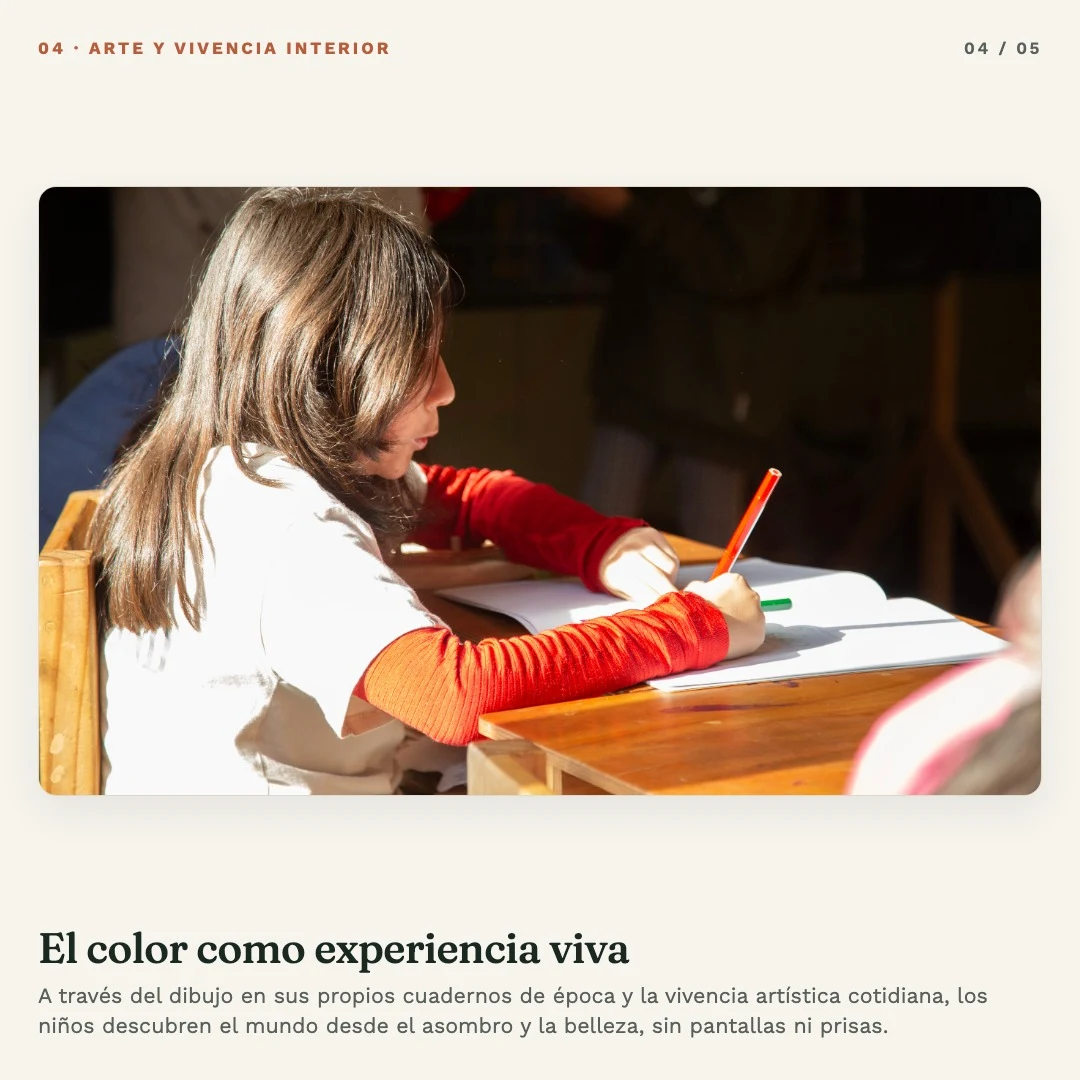 04 · ARTE Y VIVENCIA INTERIOR
04 / 05
El color como experiencia viva
A través del dibujo en sus propios cuadernos de época y la vivencia artística cotidiana, los
niños descubren el mundo desde el asombro y la belleza, sin pantallas ni prisas.